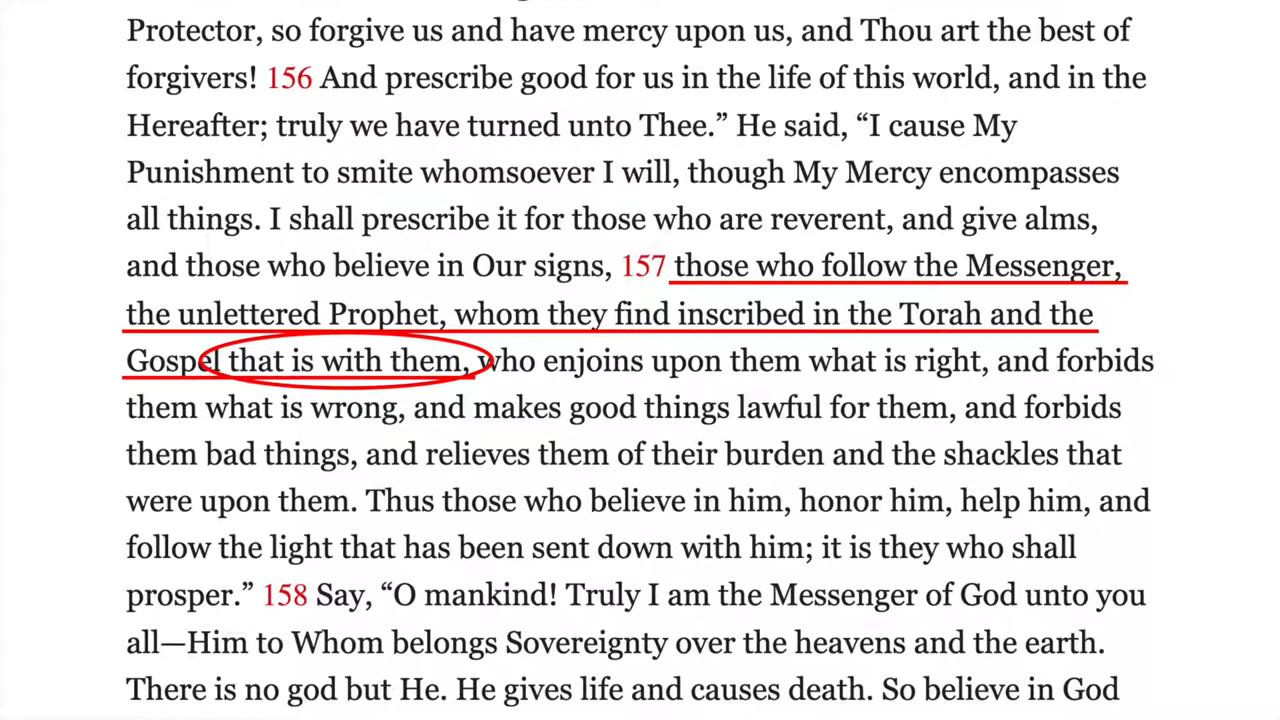 Protector, so forgive us and have mercy upon us, and Thou art the best of
forgivers! 156 And prescribe good for us in the life of this world, and in the
Hereafter; truly we have turned unto Thee.” He said, “I cause My
Punishment to smite whomsoever I will, though My Mercy encompasses
all things. I shall prescribe it for those who are reverent, and give alms,
and those who believe in Our signs, 157 those who follow the Messenger,
the unlettered Prophet, whom they find inscribed in the Torah and the
Gospel that is with them, who enjoins upon them what is right, and forbids
them what is wrong, and makes good things lawful for them, and forbids
them bad things, and relieves them of their burden and the shackles that
were upon them. Thus those who believe in him, honor him, help him, and
follow the light that has been sent down with him; it is they who shall
prosper.” 158 Say, “O mankind! Truly I am the Messenger of God unto you
all—Him to Whom belongs Sovereignty over the heavens and the earth.
There is no god but He. He gives life and causes death. So believe in God